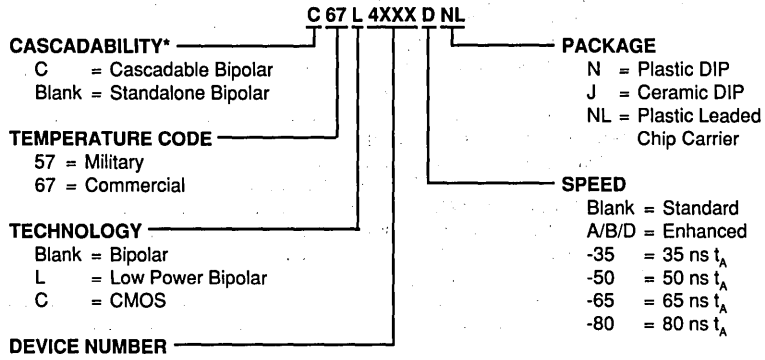 C 67 L 4XXX D NL
CASCADABILITY*
C = Cascadable Bipolar
Blank = Standalone Bipolar
TEMPERATURE CODE
57 = Military
67 = Commercial
TECHNOLOGY
Blank = Bipolar
L = Low Power Bipolar
C = CMOS
DEVICE NUMBER
PACKAGE
N = Plastic DIP
J = Ceramic DIP
NL = Plastic Leaded
Chip Carrier
SPEED
Blank = Standard
A/B/D = Enhanced
-35 = 35 ns tA
-50 = 50 ns tA
-65 = 65 ns tA
-80 = 80 ns tA